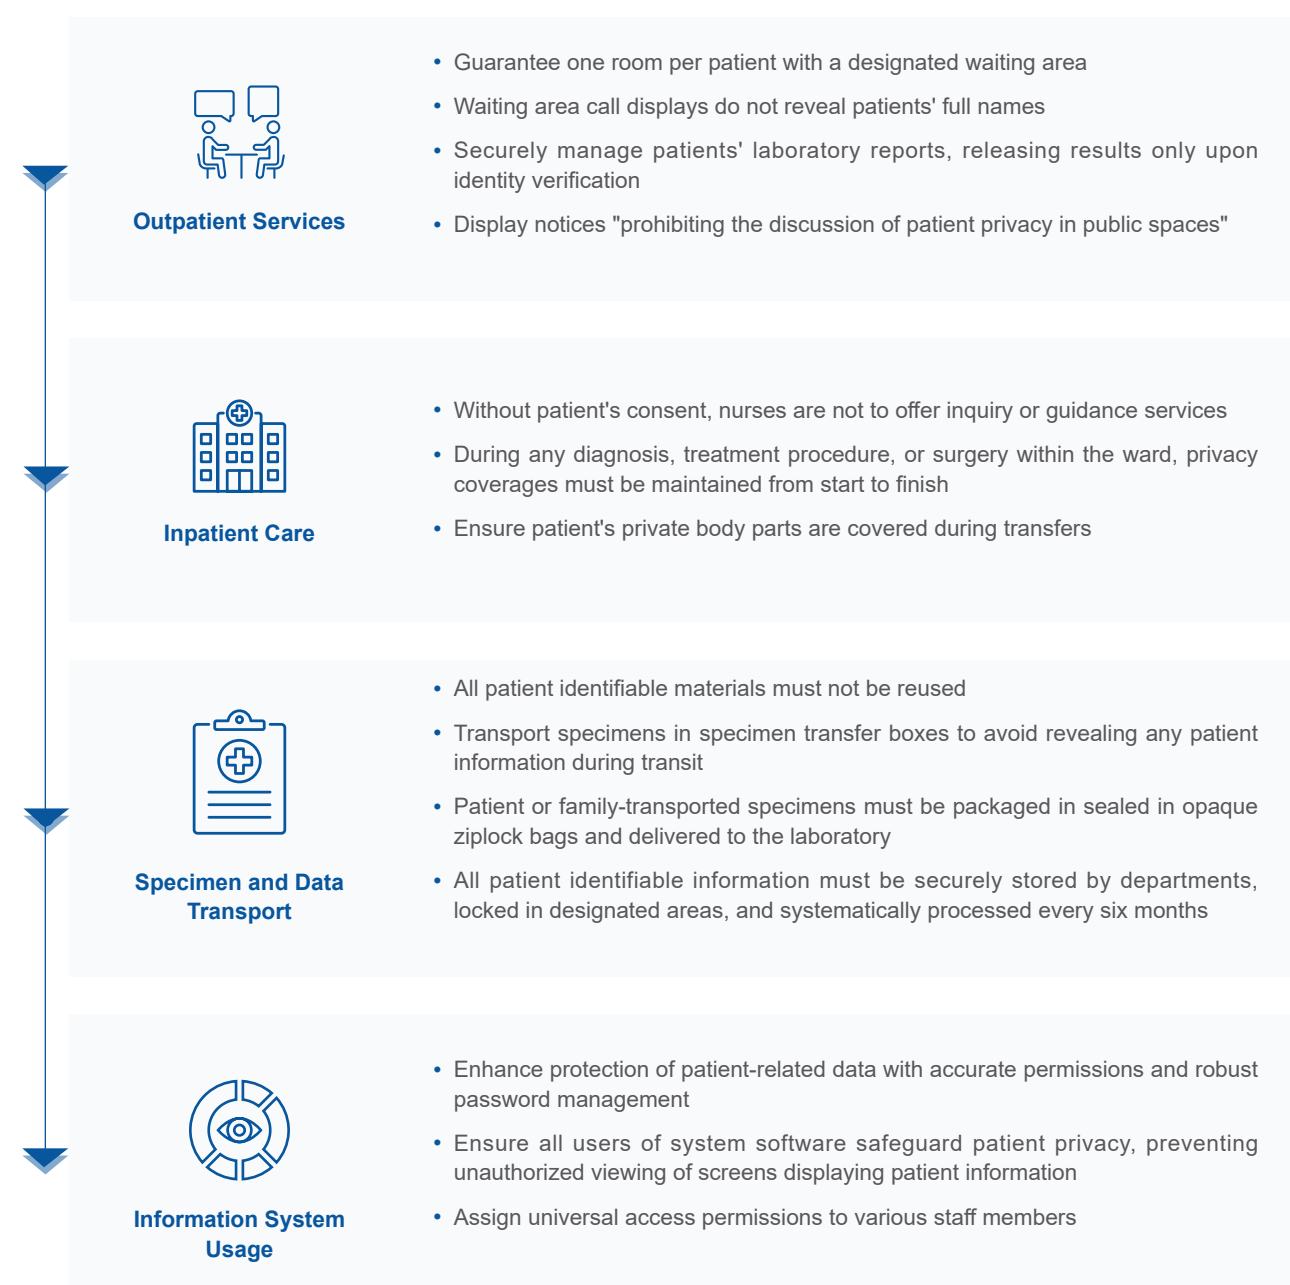 • Guarantee one room per patient with a designated waiting area
• Waiting area call displays do not reveal patients' full names
• Securely manage patients' laboratory reports, releasing results only upon
identity verification
• Display notices "prohibiting the discussion of patient privacy in public spaces"
Outpatient Services
• Without patient's consent, nurses are not to offer inquiry or guidance services
• During any diagnosis, treatment procedure, or surgery within the ward, privacy
coverages must be maintained from start to finish
• Ensure patient's private body parts are covered during transfers
Inpatient Care
• All patient identifiable materials must not be reused
• Transport specimens in specimen transfer boxes to avoid revealing any patient
information during transit
• Patient or family-transported specimens must be packaged in sealed in opaque
ziplock bags and delivered to the laboratory
• All patient identifiable information must be securely stored by departments,
locked in designated areas, and systematically processed every six months
Specimen and Data
Transport
• Enhance protection of patient-related data with accurate permissions and robust
password management
• Ensure all users of system software safeguard patient privacy, preventing
unauthorized viewing of screens displaying patient information
• Assign universal access permissions to various staff members
Information System
Usage